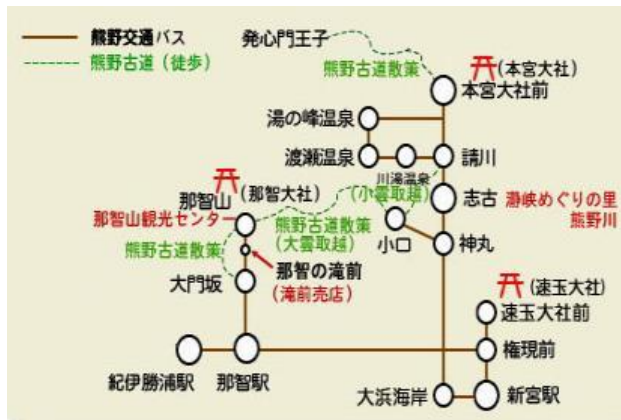 熊野交通バス
熊野古道（徒歩）
発心門王子
熊野古道散策
(本宮大社)
本宮大社前
湯の峰温泉
渡瀬温泉
川湯温泉
請川
那智山
(那智大社)
(小雲取越)
志古
瀞峡めぐりの里
熊野川
那智山観光センター
熊野古道散策
(大雲取越)
小口
神丸
熊野古道散策
那智の滝前
(滝前売店)
大門坂
(速玉大社)
速玉大社前
権現前
紀伊勝浦駅
那智駅
大浜海岸
新宮駅